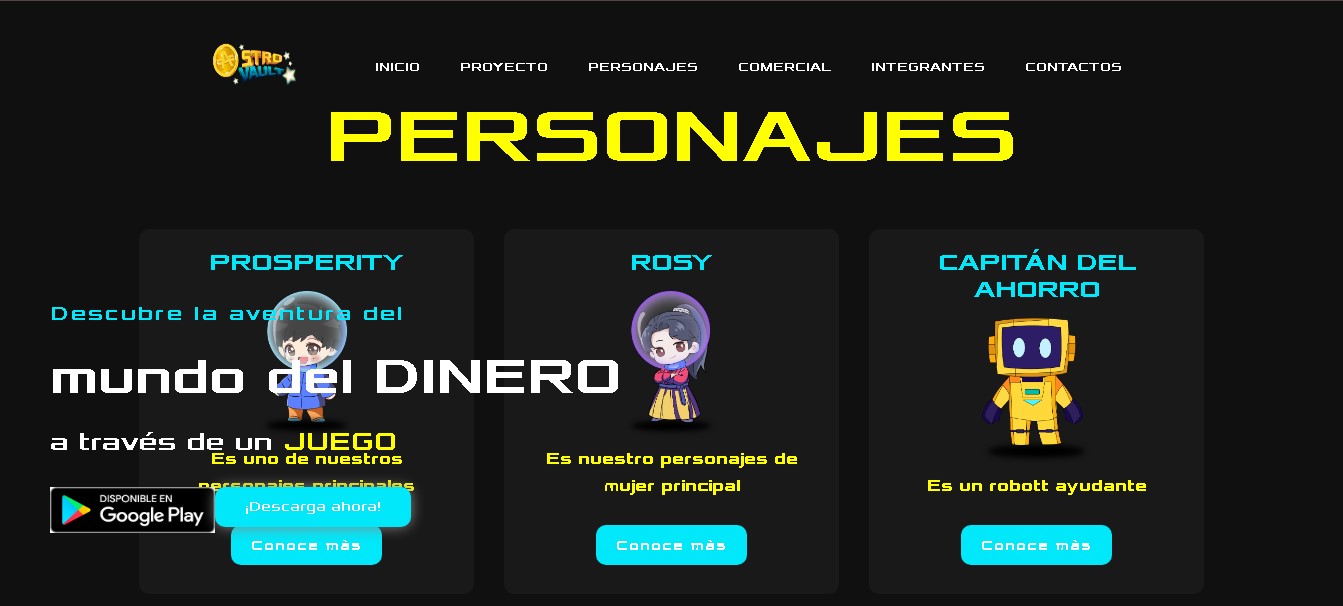 STRO
VAULT
INICIO PROYECTO PERSONAJES COMERCIAL INTEGRANTES CONTACTOS
PERSONAJES
PROSPERITY
Es uno de nuestros
personajes principales
Conoce màs
ROSY
Es nuestro personajes de
mujer principal
Conoce màs
CAPITÁN DEL
AHORRO
Es un robott ayudante
Conoce màs
Descubre la aventura del
mundo del DINERO
a través de un JUEGO
DISPONIBLE EN
Google Play
¡Descarga ahora!